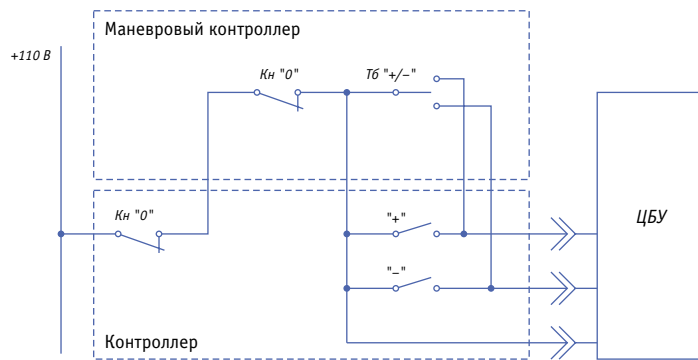 Маневровый контроллер
+110 В
Кн "0"
Тб "+/−"
Кн "0"
"+"
"−"
ЦБУ
Контроллер